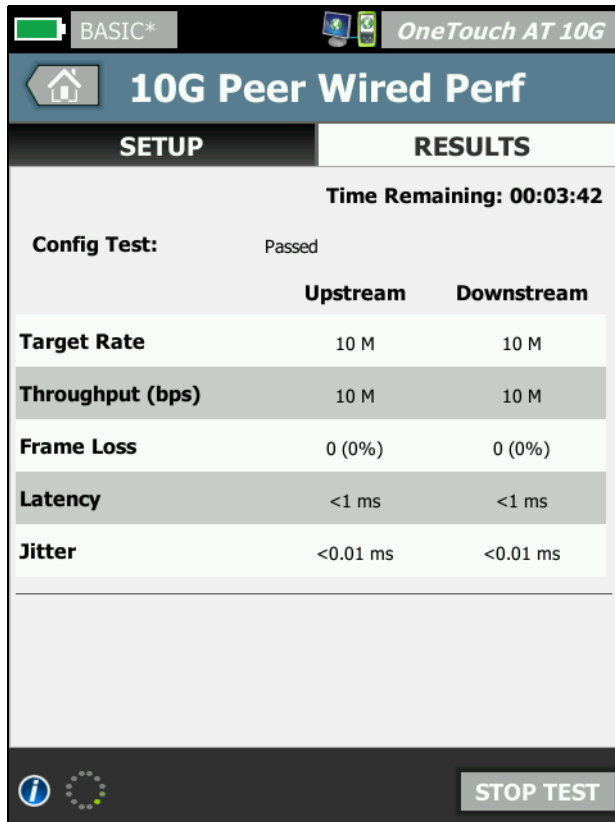 BASIC*
OneTouch AT 10G
10G Peer Wired Perf
SETUP RESULTS
Time Remaining: 00:03:42
Config Test: Passed
Upstream Downstream
Target Rate 10 M 10 M
Throughput (bps) 10 M 10 M
Frame Loss 0 (0%) 0 (0%)
Latency <1 ms <1 ms
Jitter <0.01 ms <0.01 ms
i
STOP TEST